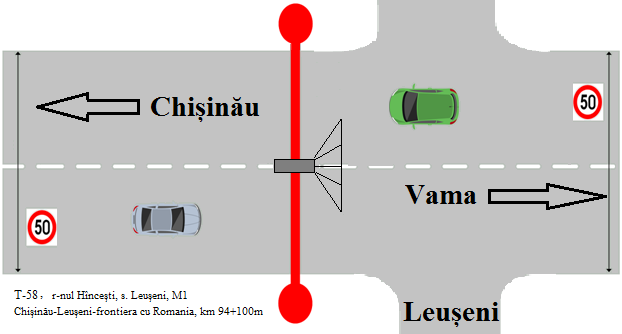 Chișinău
50
Vama
50
T-58, r-nul Hîncești, s. Leușeni, M1
Chișinău-Leușeni-frontiera cu Romania, km 94+100m
Leușeni